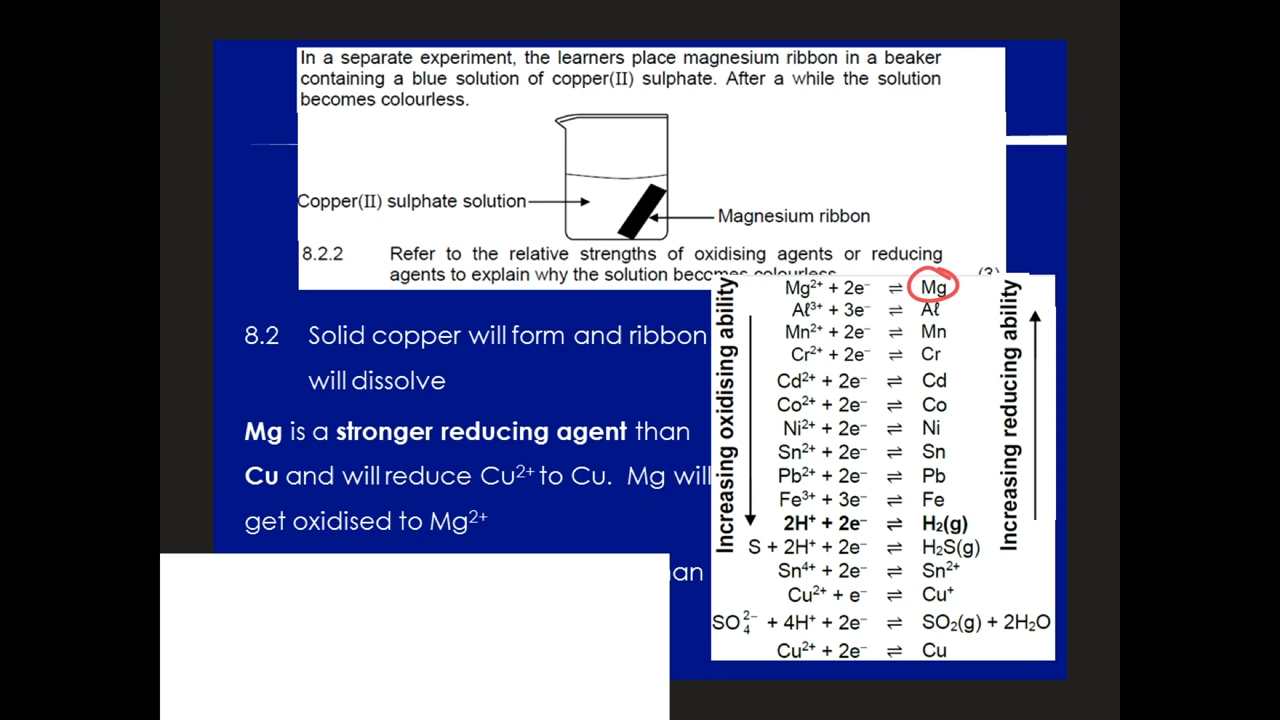 In a separate experiment, the learners place magnesium ribbon in a beaker
containing a blue solution of copper(II) sulphate. After a while the solution
becomes colourless.
Copper(II) sulphate solution
Magnesium ribbon
8.2.2 Refer to the relative strengths of oxidising agents or reducing
agents to explain why the solution becomes colourless. (3)
8.2 Solid copper will form and ribbon
will dissolve
Mg is a stronger reducing agent than
Cu and will reduce Cu²⁺ to Cu. Mg will
get oxidised to Mg²⁺
an
Increasing oxidising ability
Mg²⁺ + 2e⁻ ⇌ Mg
Aℓ³⁺ + 3e⁻ ⇌ Aℓ
Mn²⁺ + 2e⁻ ⇌ Mn
Cr²⁺ + 2e⁻ ⇌ Cr
Cd²⁺ + 2e⁻ ⇌ Cd
Co²⁺ + 2e⁻ ⇌ Co
Ni²⁺ + 2e⁻ ⇌ Ni
Sn²⁺ + 2e⁻ ⇌ Sn
Pb²⁺ + 2e⁻ ⇌ Pb
Fe³⁺ + 3e⁻ ⇌ Fe
2H⁺ + 2e⁻ ⇌ H₂(g)
S + 2H⁺ + 2e⁻ ⇌ H₂S(g)
Sn⁴⁺ + 2e⁻ ⇌ Sn²⁺
Cu²⁺ + e⁻ ⇌ Cu⁺
SO₄²⁻ + 4H⁺ + 2e⁻ ⇌ SO₂(g) + 2H₂O
Cu²⁺ + 2e⁻ ⇌ Cu
Increasing reducing ability